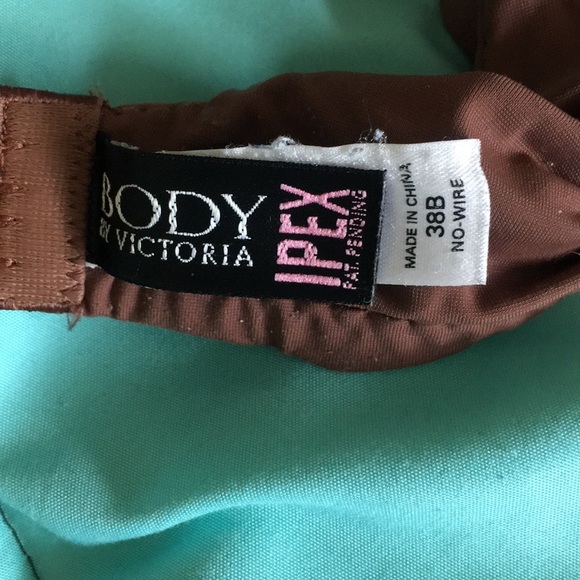 BODY
BY VICTORIA
IPEX
PAT. PENDING
MADE IN CHINA
38B
NO-WIRE